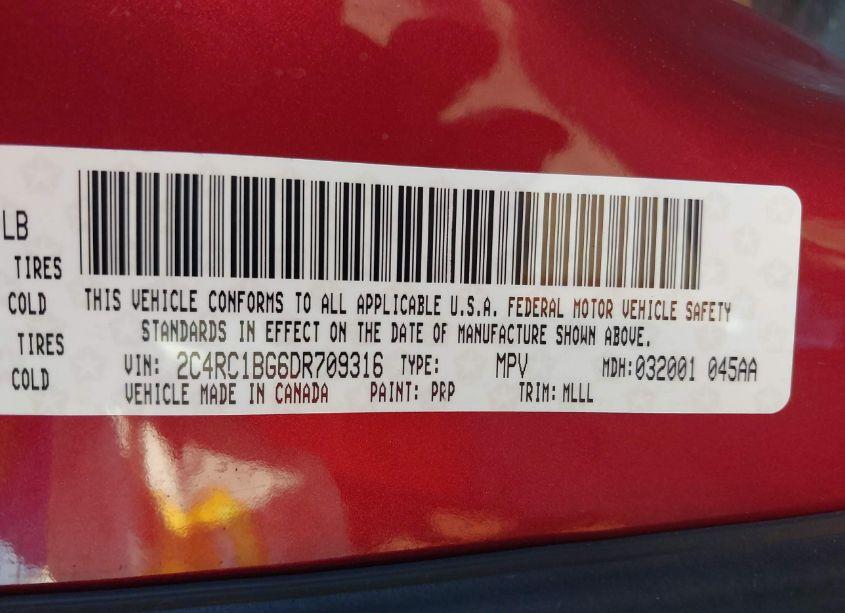 LB
TIRES
COLD
TIRES
COLD
THIS VEHICLE CONFORMS TO ALL APPLICABLE U.S.A. FEDERAL MOTOR VEHICLE SAFETY
STANDARDS IN EFFECT ON THE DATE OF MANUFACTURE SHOWN ABOVE.
VIN: 2C4RC1BG6DR709316 TYPE: MPV MDH:032001 045AA
VEHICLE MADE IN CANADA PAINT: PRP TRIM: MLLL